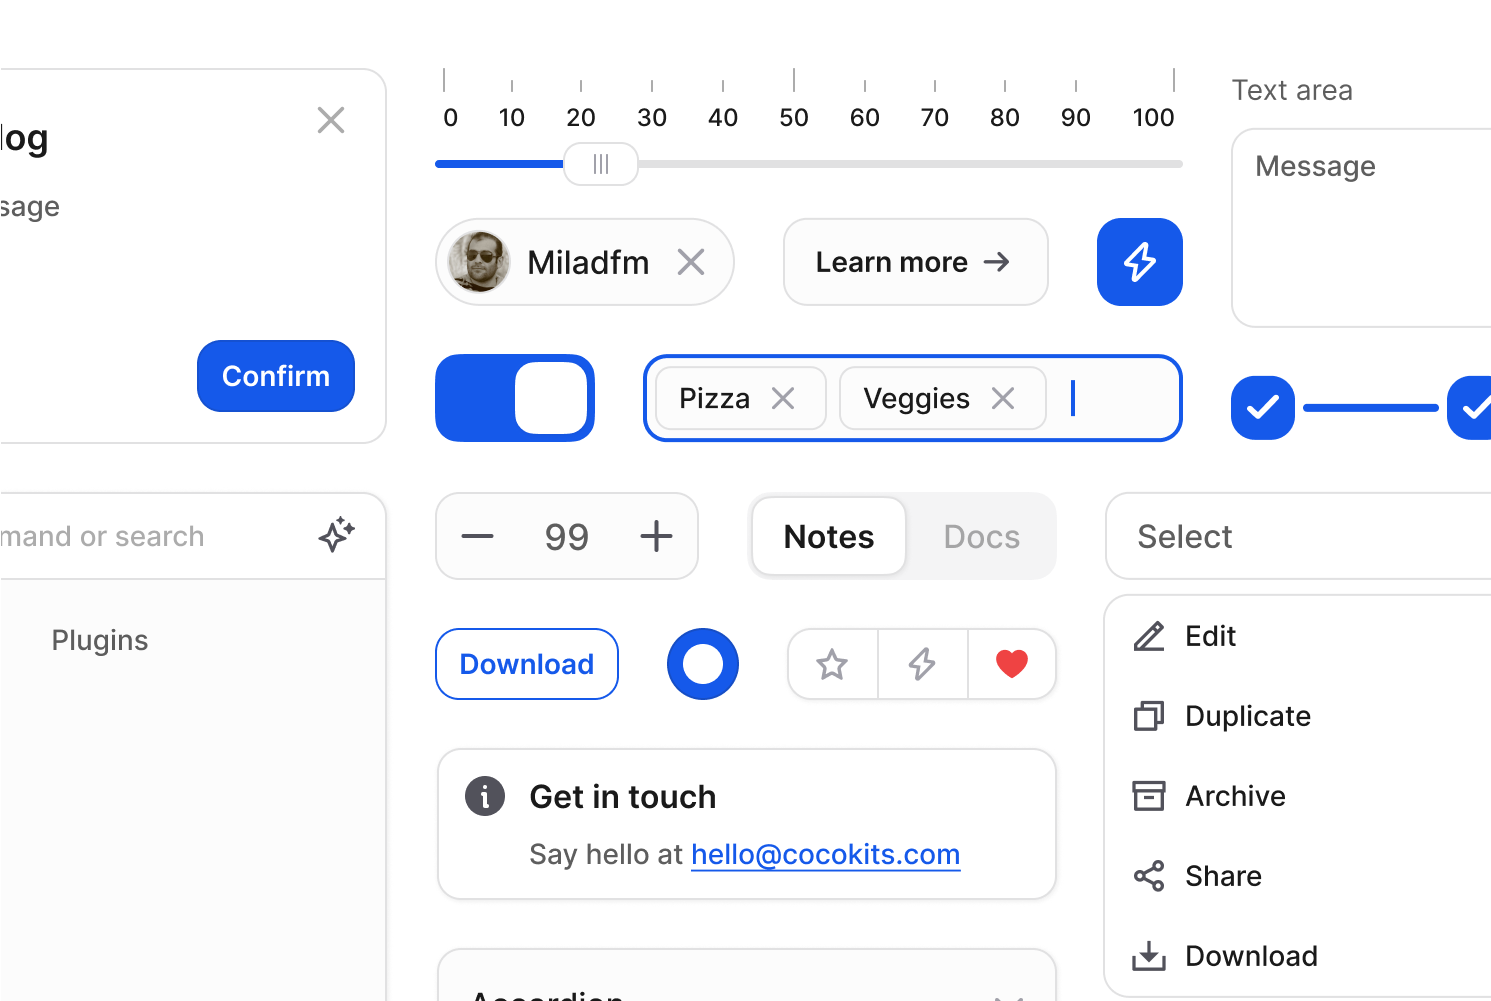 log
sage
Confirm
0 10 20 30 40 50 60 70 80 90 100
Miladfm
Learn more
Pizza
Veggies
Text area
Message
mand or search
Plugins
99
Notes
Docs
Download
Get in touch
Say hello at hello@cocokits.com
Accordion
Select
Edit
Duplicate
Archive
Share
Download